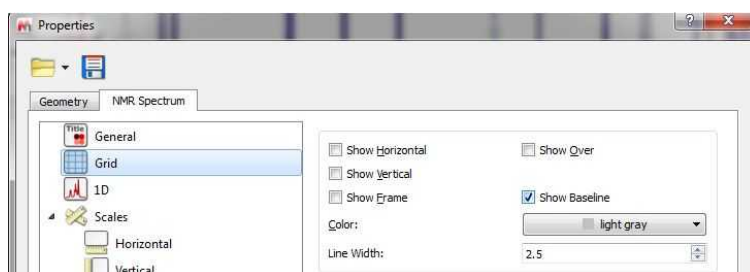 Properties
Geometry NMR Spectrum
Title
General
Grid
1D
Scales
Horizontal
Vertical
Show Horizontal Show Over
Show Vertical
Show Frame Show Baseline
Color: light gray
Line Width: 2.5